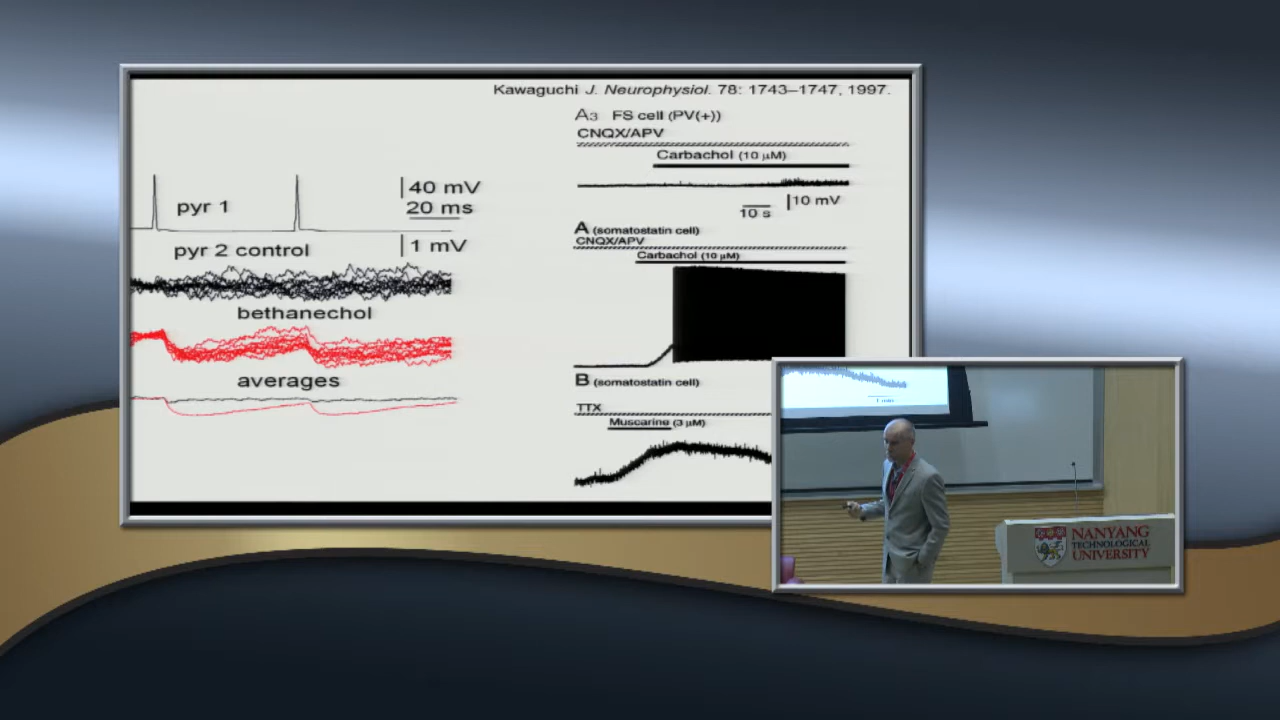 Kawaguchi J. Neurophysiol. 78: 1743–1747, 1997.
pyr 1
40 mV
20 ms
pyr 2 control
1 mV
bethanechol
averages
A3 FS cell (PV(+))
CNQX/APV
Carbachol (10 µM)
10 mV
10 s
A (somatostatin cell)
CNQX/APV
Carbachol (10 µM)
B (somatostatin cell)
TTX
Muscarine (3 µM)
NANYANG
TECHNOLOGICAL
UNIVERSITY